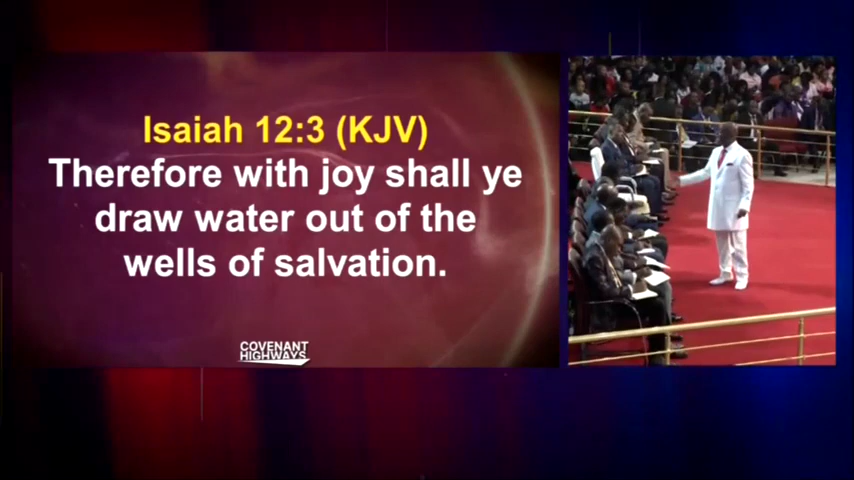 Isaiah 12:3 (KJV)
Therefore with joy shall ye
draw water out of the
wells of salvation.
COVENANT
HIGHWAYS